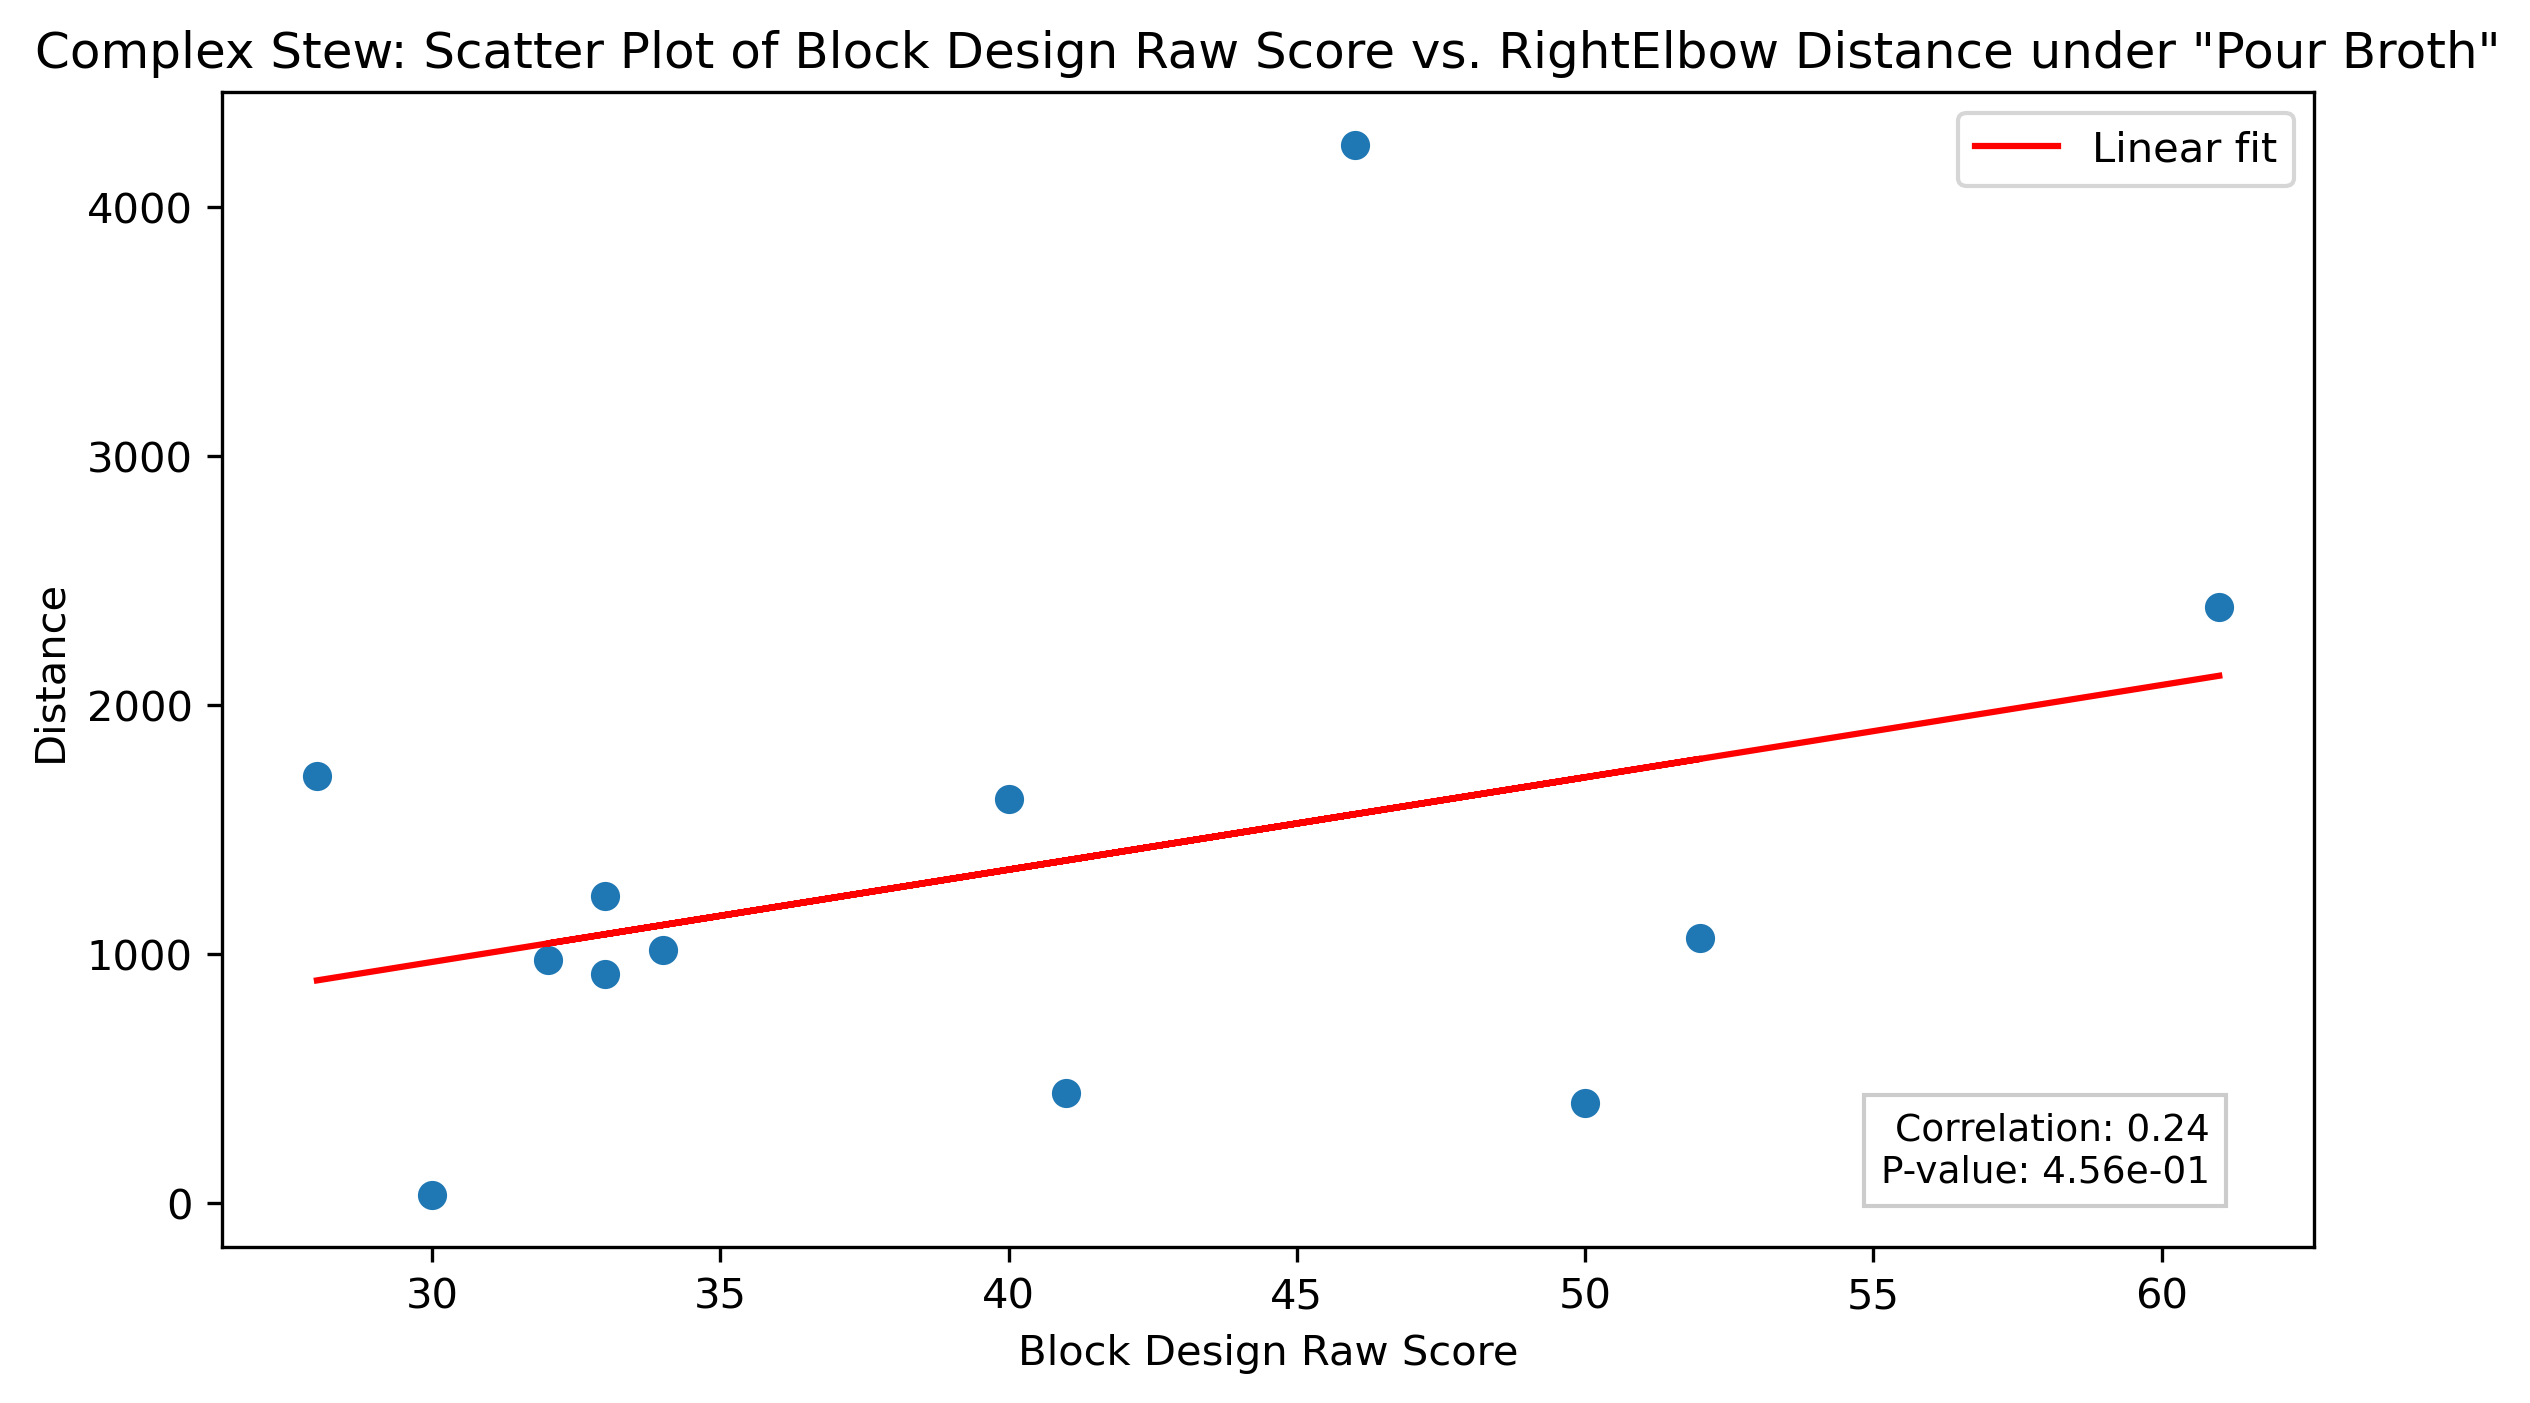 Complex Stew: Scatter Plot of Block Design Raw Score vs. RightElbow Distance under "Pour Broth"
Linear fit
4000
3000
2000
1000
0
Distance
Correlation: 0.24
P-value: 4.56e-01
30 35 40 45 50 55 60
Block Design Raw Score